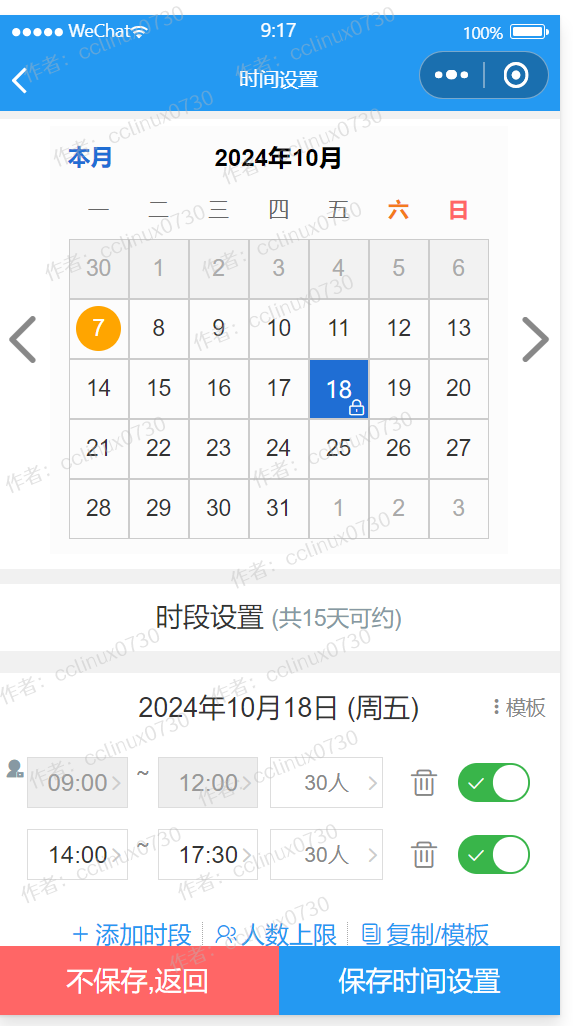 WeChat 9:17 100%
时间设置
本月 2024年10月
一 二 三 四 五 六 日
30 1 2 3 4 5 6
7 8 9 10 11 12 13
14 15 16 17 18 19 20
21 22 23 24 25 26 27
28 29 30 31 1 2 3
时段设置 (共15天可约)
2024年10月18日 (周五) 模板
09:00 ~ 12:00 30人
14:00 ~ 17:30 30人
添加时段 人数上限 复制/模板
不保存,返回 保存时间设置
作者：cclinux0730